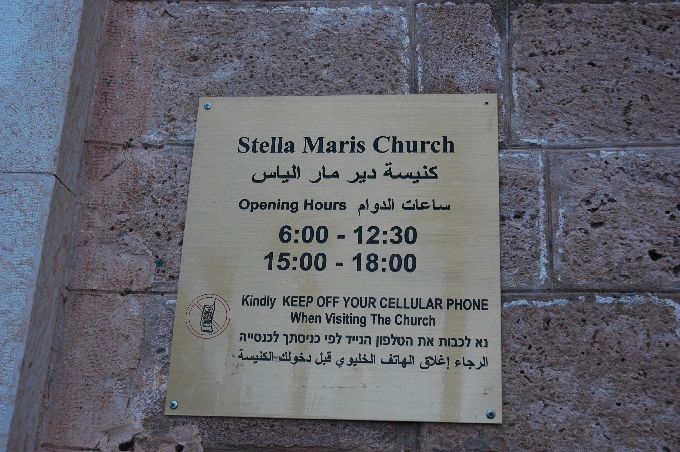 Stella Maris Church
كنيسة دير مار الياس
Opening Hours ساعات الدوام
6:00 - 12:30
15:00 - 18:00
Kindly KEEP OFF YOUR CELLULAR PHONE
When Visiting The Church
נא לכבות את הטלפון הנייד לפי כניסתך לכנסייה
الرجاء إغلاق الهاتف الخليوي قبل دخولك الكنيسة